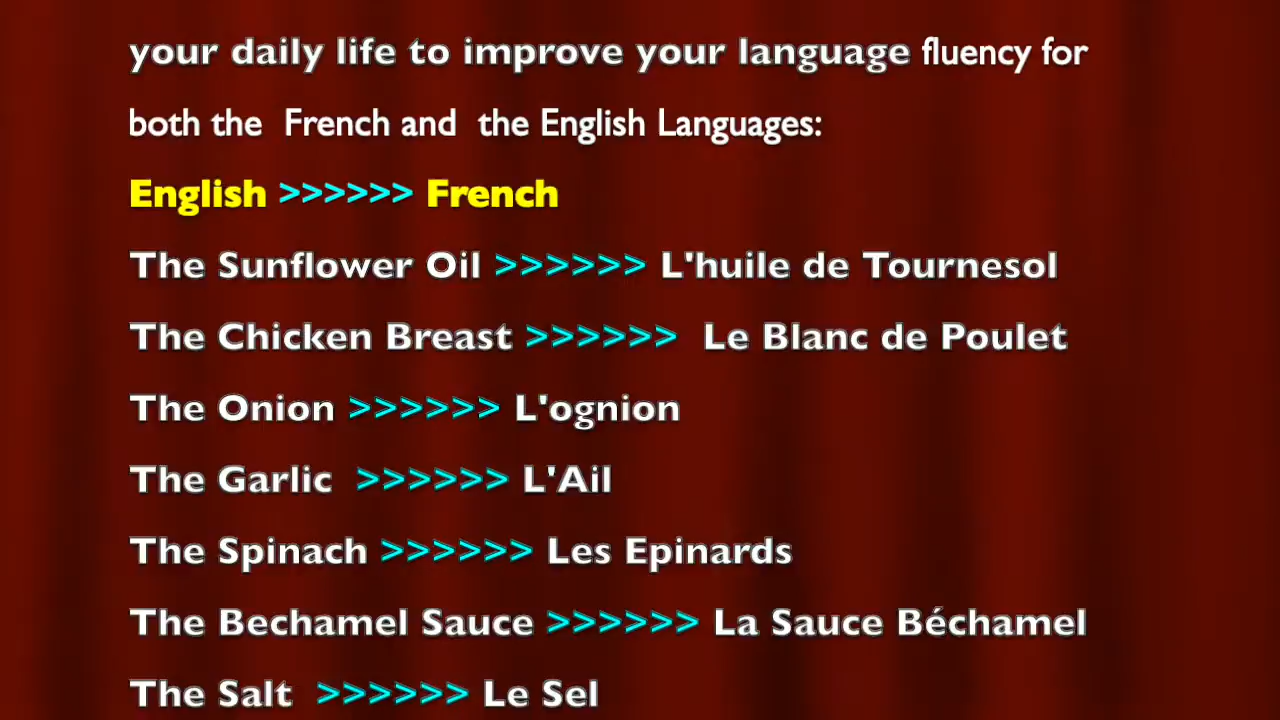 your daily life to improve your language fluency for
both the French and the English Languages:
English >>>>>> French
The Sunflower Oil >>>>>> L'huile de Tournesol
The Chicken Breast >>>>>> Le Blanc de Poulet
The Onion >>>>>> L'ognion
The Garlic >>>>>> L'Ail
The Spinach >>>>>> Les Epinards
The Bechamel Sauce >>>>>> La Sauce Béchamel
The Salt >>>>>> Le Sel